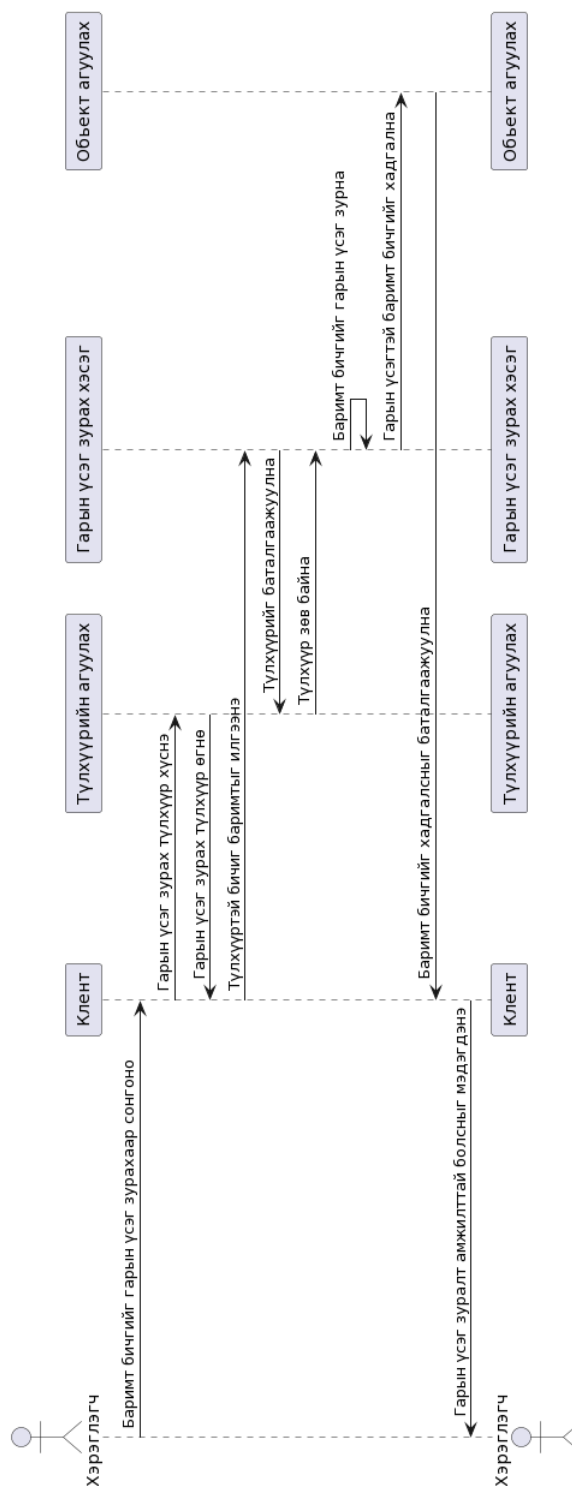 Хэрэглэгч
Клент
Түлхүүрийн агуулах
Гарын үсэг зурах хэсэг
Обьект агуулах
Баримт бичгийг гарын үсэг зурахаар сонгоно
Гарын үсэг зурах түлхүүр хүснэ
Гарын үсэг зурах түлхүүр өгнө
Түлхүүртэй бичиг баримтыг илгээнэ
Түлхүүрийг баталгаажуулна
Түлхүүр зөв байна
Баримт бичгийг гарын үсэг зурна
Гарын үсэгтэй баримт бичгийг хадгална
Баримт бичгийг хадгалсныг баталгаажуулна
Гарын үсэг зуралт амжилттай болсныг мэдэгдэнэ
Хэрэглэгч
Клент
Түлхүүрийн агуулах
Гарын үсэг зурах хэсэг
Обьект агуулах